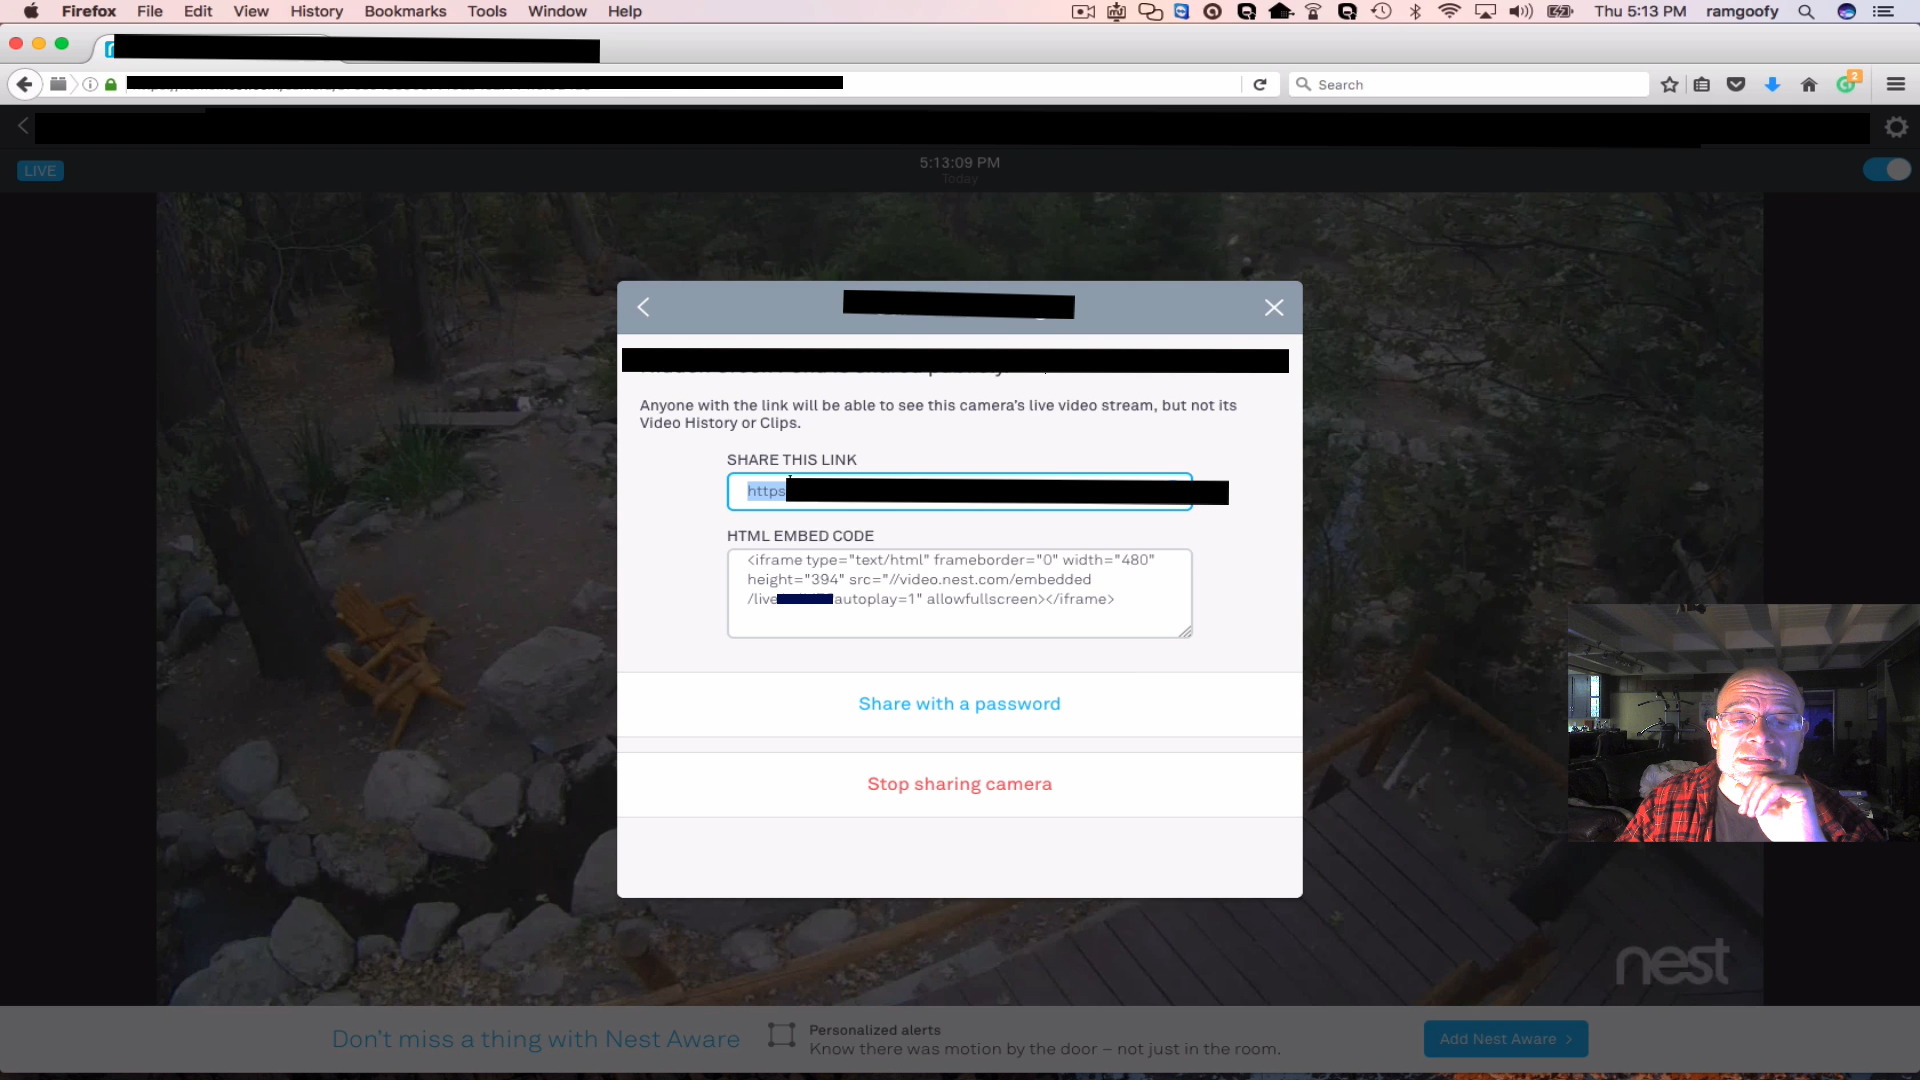 Firefox File Edit View History Bookmarks Tools Window Help Thu 5:13 PM ramgoofy
Search
2
LIVE
5:13:09 PM
Today
Anyone with the link will be able to see this camera's live video stream, but not its
Video History or Clips.
SHARE THIS LINK
https
HTML EMBED CODE
<iframe type="text/html" frameborder="0" width="480"
height="394" src="//video.nest.com/embedded
/live autoplay=1" allowfullscreen></iframe>
Share with a password
Stop sharing camera
nest
Don't miss a thing with Nest Aware
Personalized alerts
Know there was motion by the door – not just in the room.
Add Nest Aware >